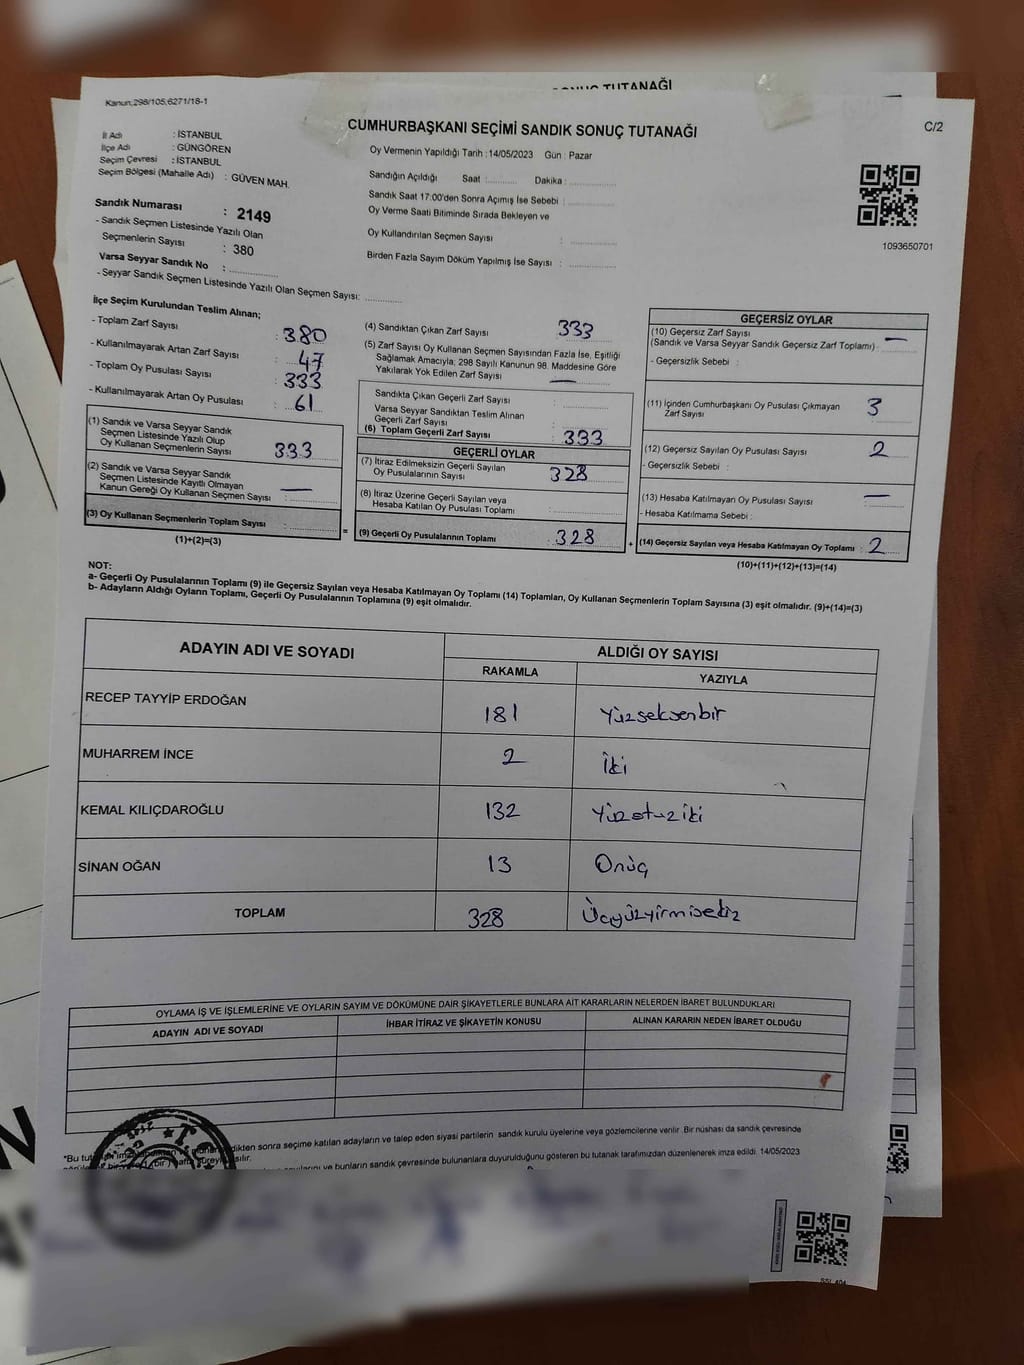 SONUÇ TUTANAĞI
Kanun,298/105,6271/18-1
CUMHURBAŞKANI SEÇİMİ SANDIK SONUÇ TUTANAĞI
C/2
İl Adı : İSTANBUL
İlçe Adı : GÜNGÖREN
Seçim Çevresi : İSTANBUL
Seçim Bölgesi (Mahalle Adı) : GÜVEN MAH.
Sandık Numarası : 2149
- Sandık Seçmen Listesinde Yazılı Olan
Seçmenlerin Sayısı : 380
Varsa Seyyar Sandık No :
- Seyyar Sandık Seçmen Listesinde Yazılı Olan Seçmen Sayısı:
Oy Vermenin Yapıldığı Tarih : 14/05/2023 Gün : Pazar
Sandığın Açıldığı Saat : Dakika :
Sandık Saat 17:00'den Sonra Açımış İse Sebebi :
Oy Verme Saati Bitiminde Sırada Bekleyen ve
Oy Kullandırılan Seçmen Sayısı :
Birden Fazla Sayım Döküm Yapılmış İse Sayısı :
1093650701
İlçe Seçim Kurulundan Teslim Alınan;
- Toplam Zarf Sayısı : 380
- Kullanılmayarak Artan Zarf Sayısı : 47
- Toplam Oy Pusulası Sayısı : 333
- Kullanılmayarak Artan Oy Pusulası : 61
(1) Sandık ve Varsa Seyyar Sandık
Seçmen Listesinde Yazılı Olup
Oy Kullanan Seçmenlerin Sayısı 333
(2) Sandık ve Varsa Seyyar Sandık
Seçmen Listesinde Kayıtlı Olmayan
Kanun Gereği Oy Kullanan Seçmen Sayısı : —
(3) Oy Kullanan Seçmenlerin Toplam Sayısı :
(1)+(2)=(3)
=
(4) Sandıktan Çıkan Zarf Sayısı 333
(5) Zarf Sayısı Oy Kullanan Seçmen Sayısından Fazla İse, Eşitliği
Sağlamak Amacıyla, 298 Sayılı Kanunun 98. Maddesine Göre
Yakılarak Yok Edilen Zarf Sayısı —
Sandıkta Çıkan Geçerli Zarf Sayısı :
Varsa Seyyar Sandıktan Teslim Alınan
Geçerli Zarf Sayısı :
(6) Toplam Geçerli Zarf Sayısı : 333
GEÇERLİ OYLAR
(7) İtiraz Edilmeksizin Geçerli Sayılan
Oy Pusulalarının Sayısı : 328
(8) İtiraz Üzerine Geçerli Sayılan veya
Hesaba Katılan Oy Pusulası Toplamı :
(9) Geçerli Oy Pusulalarının Toplamı : 328
+
GEÇERSİZ OYLAR
(10) Geçersiz Zarf Sayısı
(Sandık ve Varsa Seyyar Sandık Geçersiz Zarf Toplamı) : —
- Geçersizlik Sebebi :
(11) İçinden Cumhurbaşkanı Oy Pusulası Çıkmayan
Zarf Sayısı 3
(12) Geçersiz Sayılan Oy Pusulası Sayısı : 2
- Geçersizlik Sebebi :
(13) Hesaba Katılmayan Oy Pusulası Sayısı : —
- Hesaba Katılmama Sebebi :
(14) Geçersiz Sayılan veya Hesaba Katılmayan Oy Toplamı : 2
(10)+(11)+(12)+(13)=(14)
NOT:
a- Geçerli Oy Pusulalarının Toplamı (9) ile Geçersiz Sayılan veya Hesaba Katılmayan Oy Toplamı (14) Toplamları, Oy Kullanan Seçmenlerin Toplam Sayısına (3) eşit olmalıdır. (9)+(14)=(3)
b- Adayların Aldığı Oyların Toplamı, Geçerli Oy Pusulalarının Toplamına (9) eşit olmalıdır.
ADAYIN ADI VE SOYADI ALDIĞI OY SAYISI
RAKAMLA YAZIYLA
RECEP TAYYİP ERDOĞAN 181 Yüzseksenbir
MUHARREM İNCE 2 İki
KEMAL KILIÇDAROĞLU 132 Yüzotuziki
SİNAN OĞAN 13 Onüç
TOPLAM 328 Üçyüzyirmisekiz
OYLAMA İŞ VE İŞLEMLERİNE VE OYLARIN SAYIM VE DÖKÜMÜNE DAİR ŞİKAYETLERLE BUNLARA AİT KARARLARIN NELERDEN İBARET BULUNDUKLARI
ADAYIN ADI VE SOYADI İHBAR İTİRAZ VE ŞİKAYETİN KONUSU ALINAN KARARIN NEDEN İBARET OLDUĞU
*Bu sonra seçime katılan adayların ve talep eden siyasi partilerin sandık kurulu üyelerine veya gözlemcilerine verilir. Bir nüshası da sandık çevresinde
bunların sandık çevresinde bulunanlara duyurulduğunu gösteren bu tutanak tarafımızdan düzenlenerek imza edildi. 14/05/2023